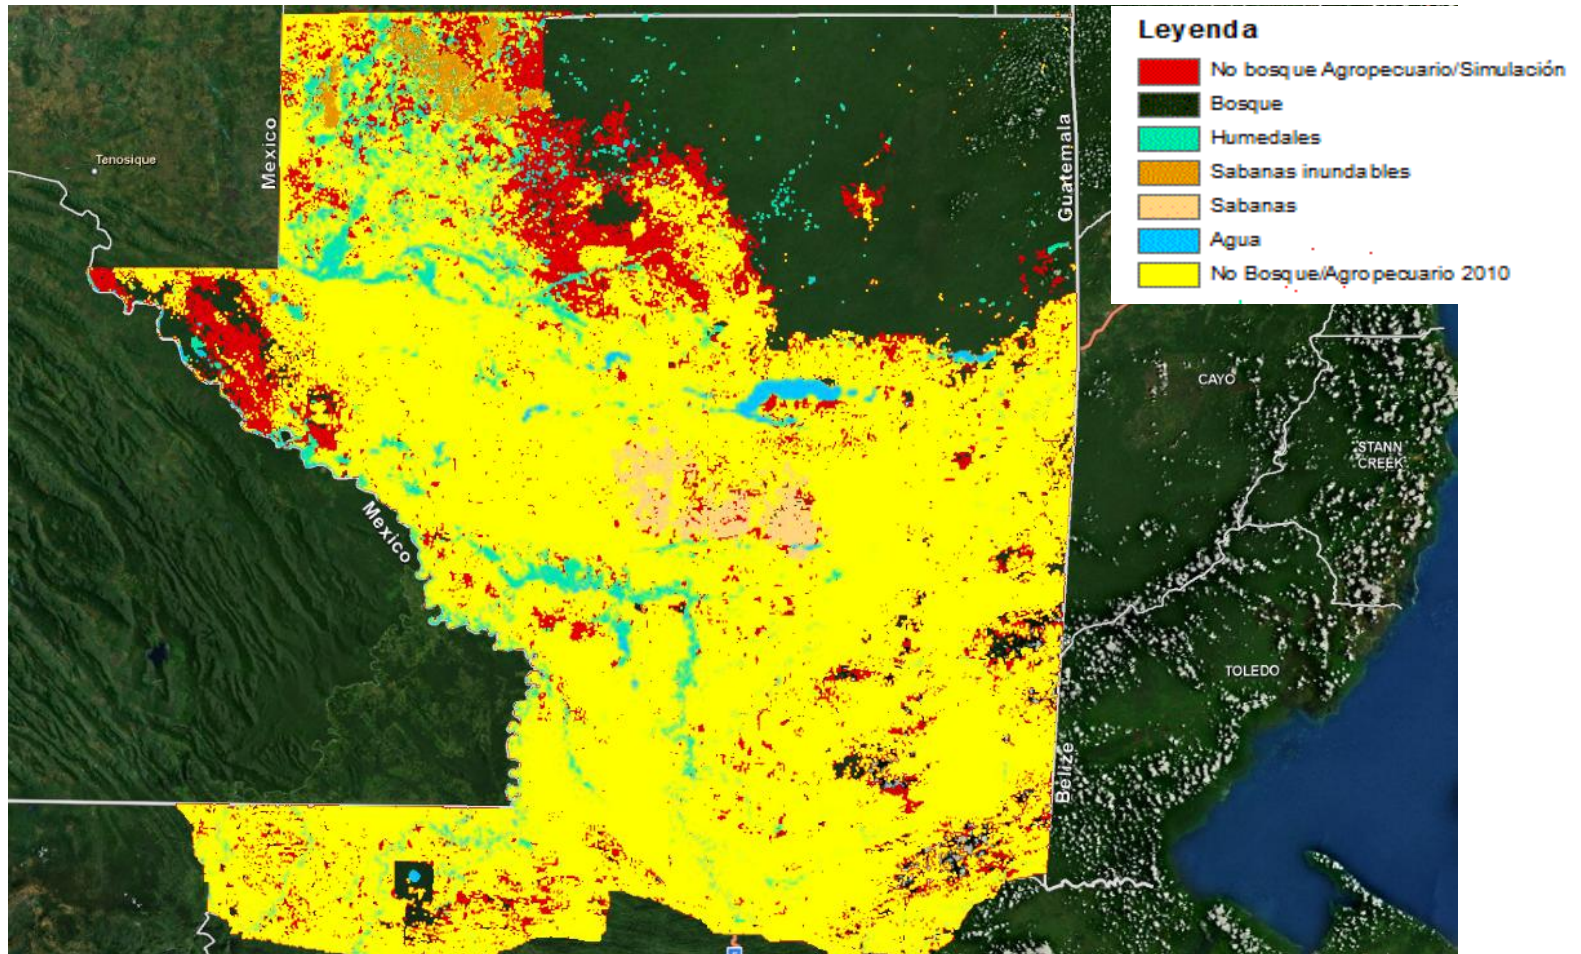 Leyenda
No bosque Agropecuario/Simulación
Bosque
Humedales
Sabanas inundables
Sabanas
Agua
No Bosque/Agropecuario 2010
Tenosique
Mexico
Guatemala
CAYO
STANN
CREEK
Mexico
TOLEDO
Belize